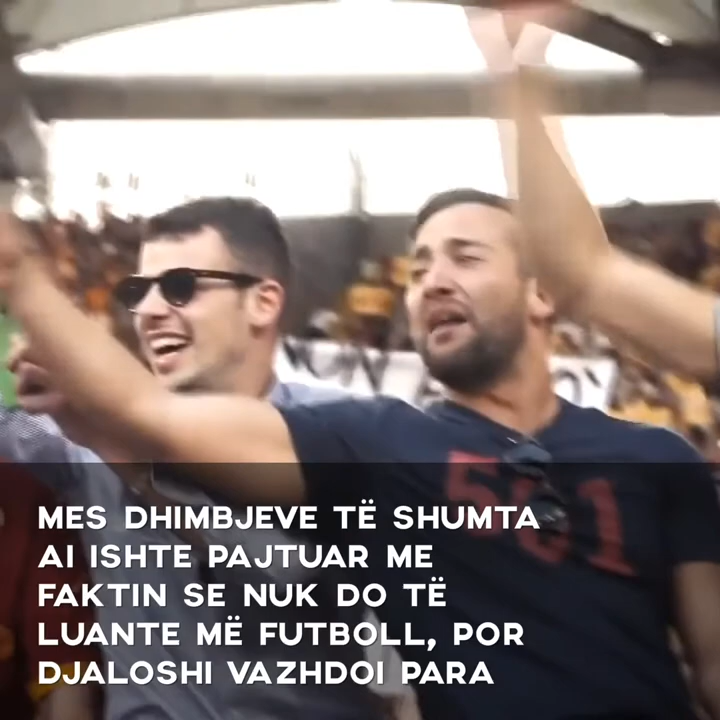 501
MES DHIMBJEVE TË SHUMTA
AI ISHTE PAJTUAR ME
FAKTIN SE NUK DO TË
LUANTE MË FUTBOLL, POR
DJALOSHI VAZHDOI PARA